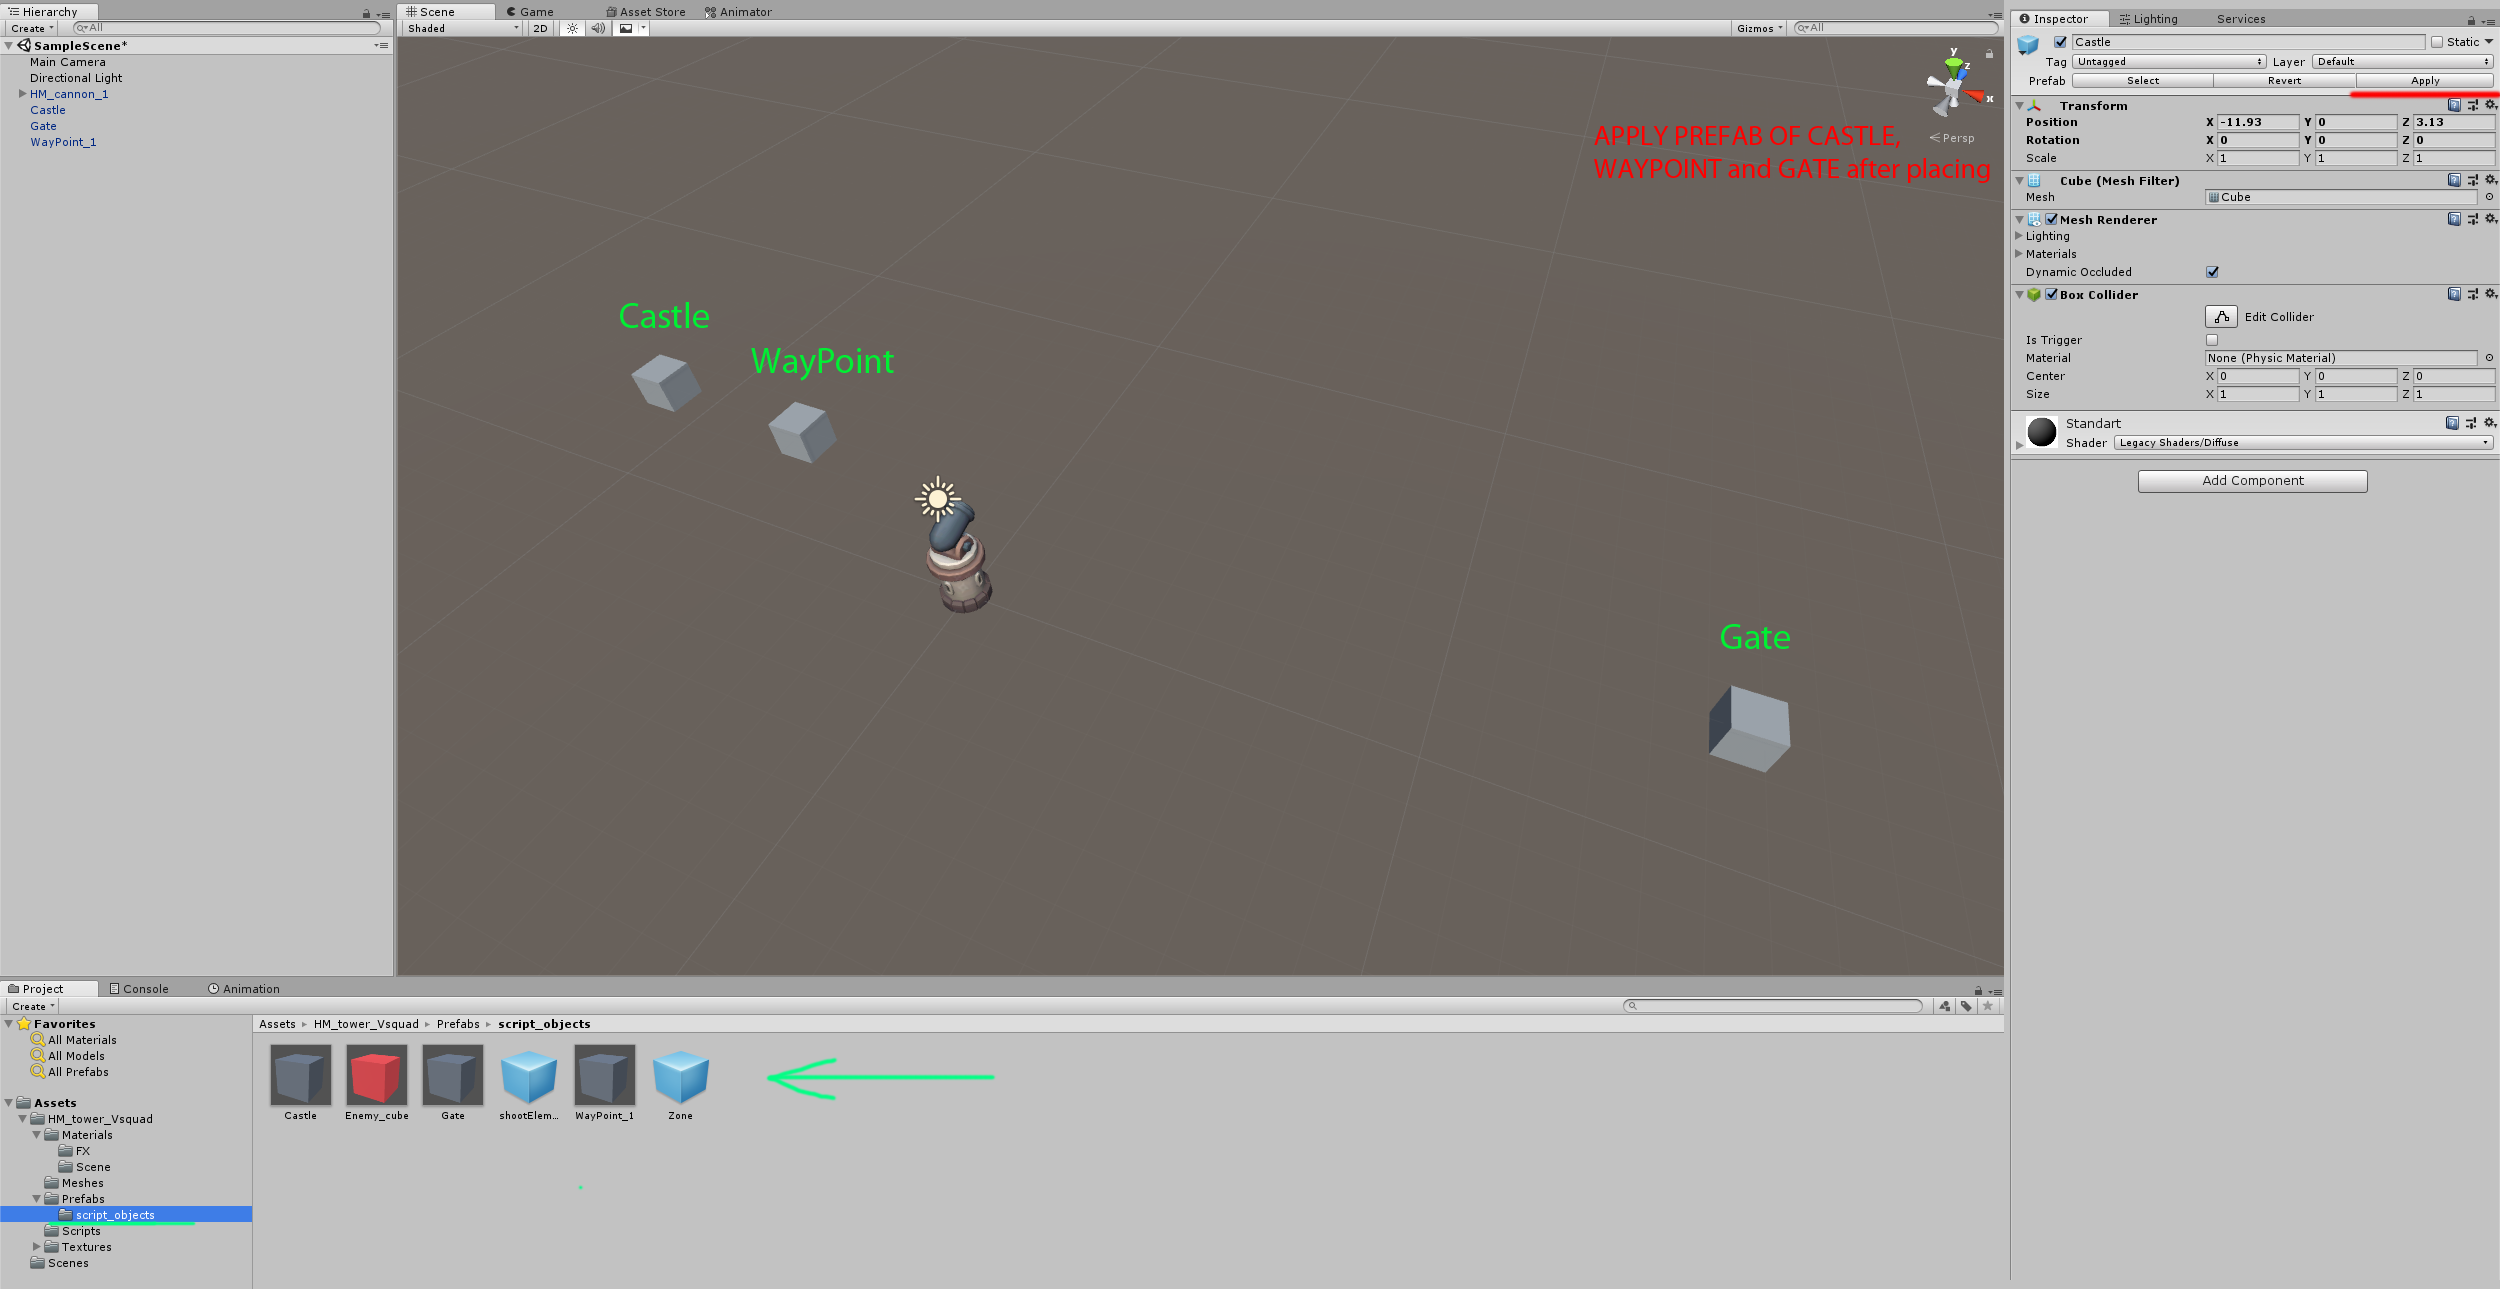 Hierarchy
Create
All
SampleScene*
Main Camera
Directional Light
HM_cannon_1
Castle
Gate
WayPoint_1
Scene
Game
Asset Store
Animator
Shaded
2D
Gizmos
All
y
z
x
Persp
APPLY PREFAB OF CASTLE,
WAYPOINT and GATE after placing
Castle
WayPoint
Gate
Inspector
Lighting
Services
Castle
Static
Tag Untagged Layer Default
Prefab Select Revert Apply
Transform
Position X -11.93 Y 0 Z 3.13
Rotation X 0 Y 0 Z 0
Scale X 1 Y 1 Z 1
Cube (Mesh Filter)
Mesh Cube
Mesh Renderer
Lighting
Materials
Dynamic Occluded
Box Collider
Edit Collider
Is Trigger
Material None (Physic Material)
Center X 0 Y 0 Z 0
Size X 1 Y 1 Z 1
Standart
Shader Legacy Shaders/Diffuse
Add Component
Project
Console
Animation
Create
Favorites
All Materials
All Models
All Prefabs
Assets
HM_tower_Vsquad
Materials
FX
Scene
Meshes
Prefabs
script_objects
Scripts
Textures
Scenes
Assets HM_tower_Vsquad Prefabs script_objects
Castle Enemy_cube Gate shootElem... WayPoint_1 Zone